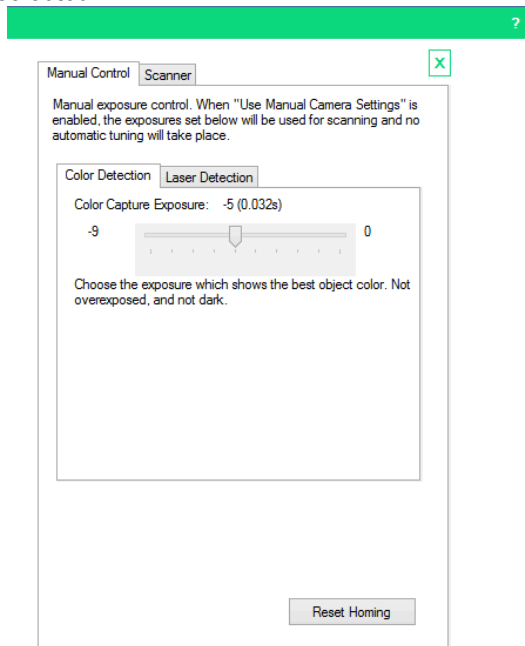 ?
X
Manual Control Scanner
Manual exposure control. When "Use Manual Camera Settings" is
enabled, the exposures set below will be used for scanning and no
automatic tuning will take place.
Color Detection Laser Detection
Color Capture Exposure: -5 (0.032s)
-9 0
Choose the exposure which shows the best object color. Not
overexposed, and not dark.
Reset Homing